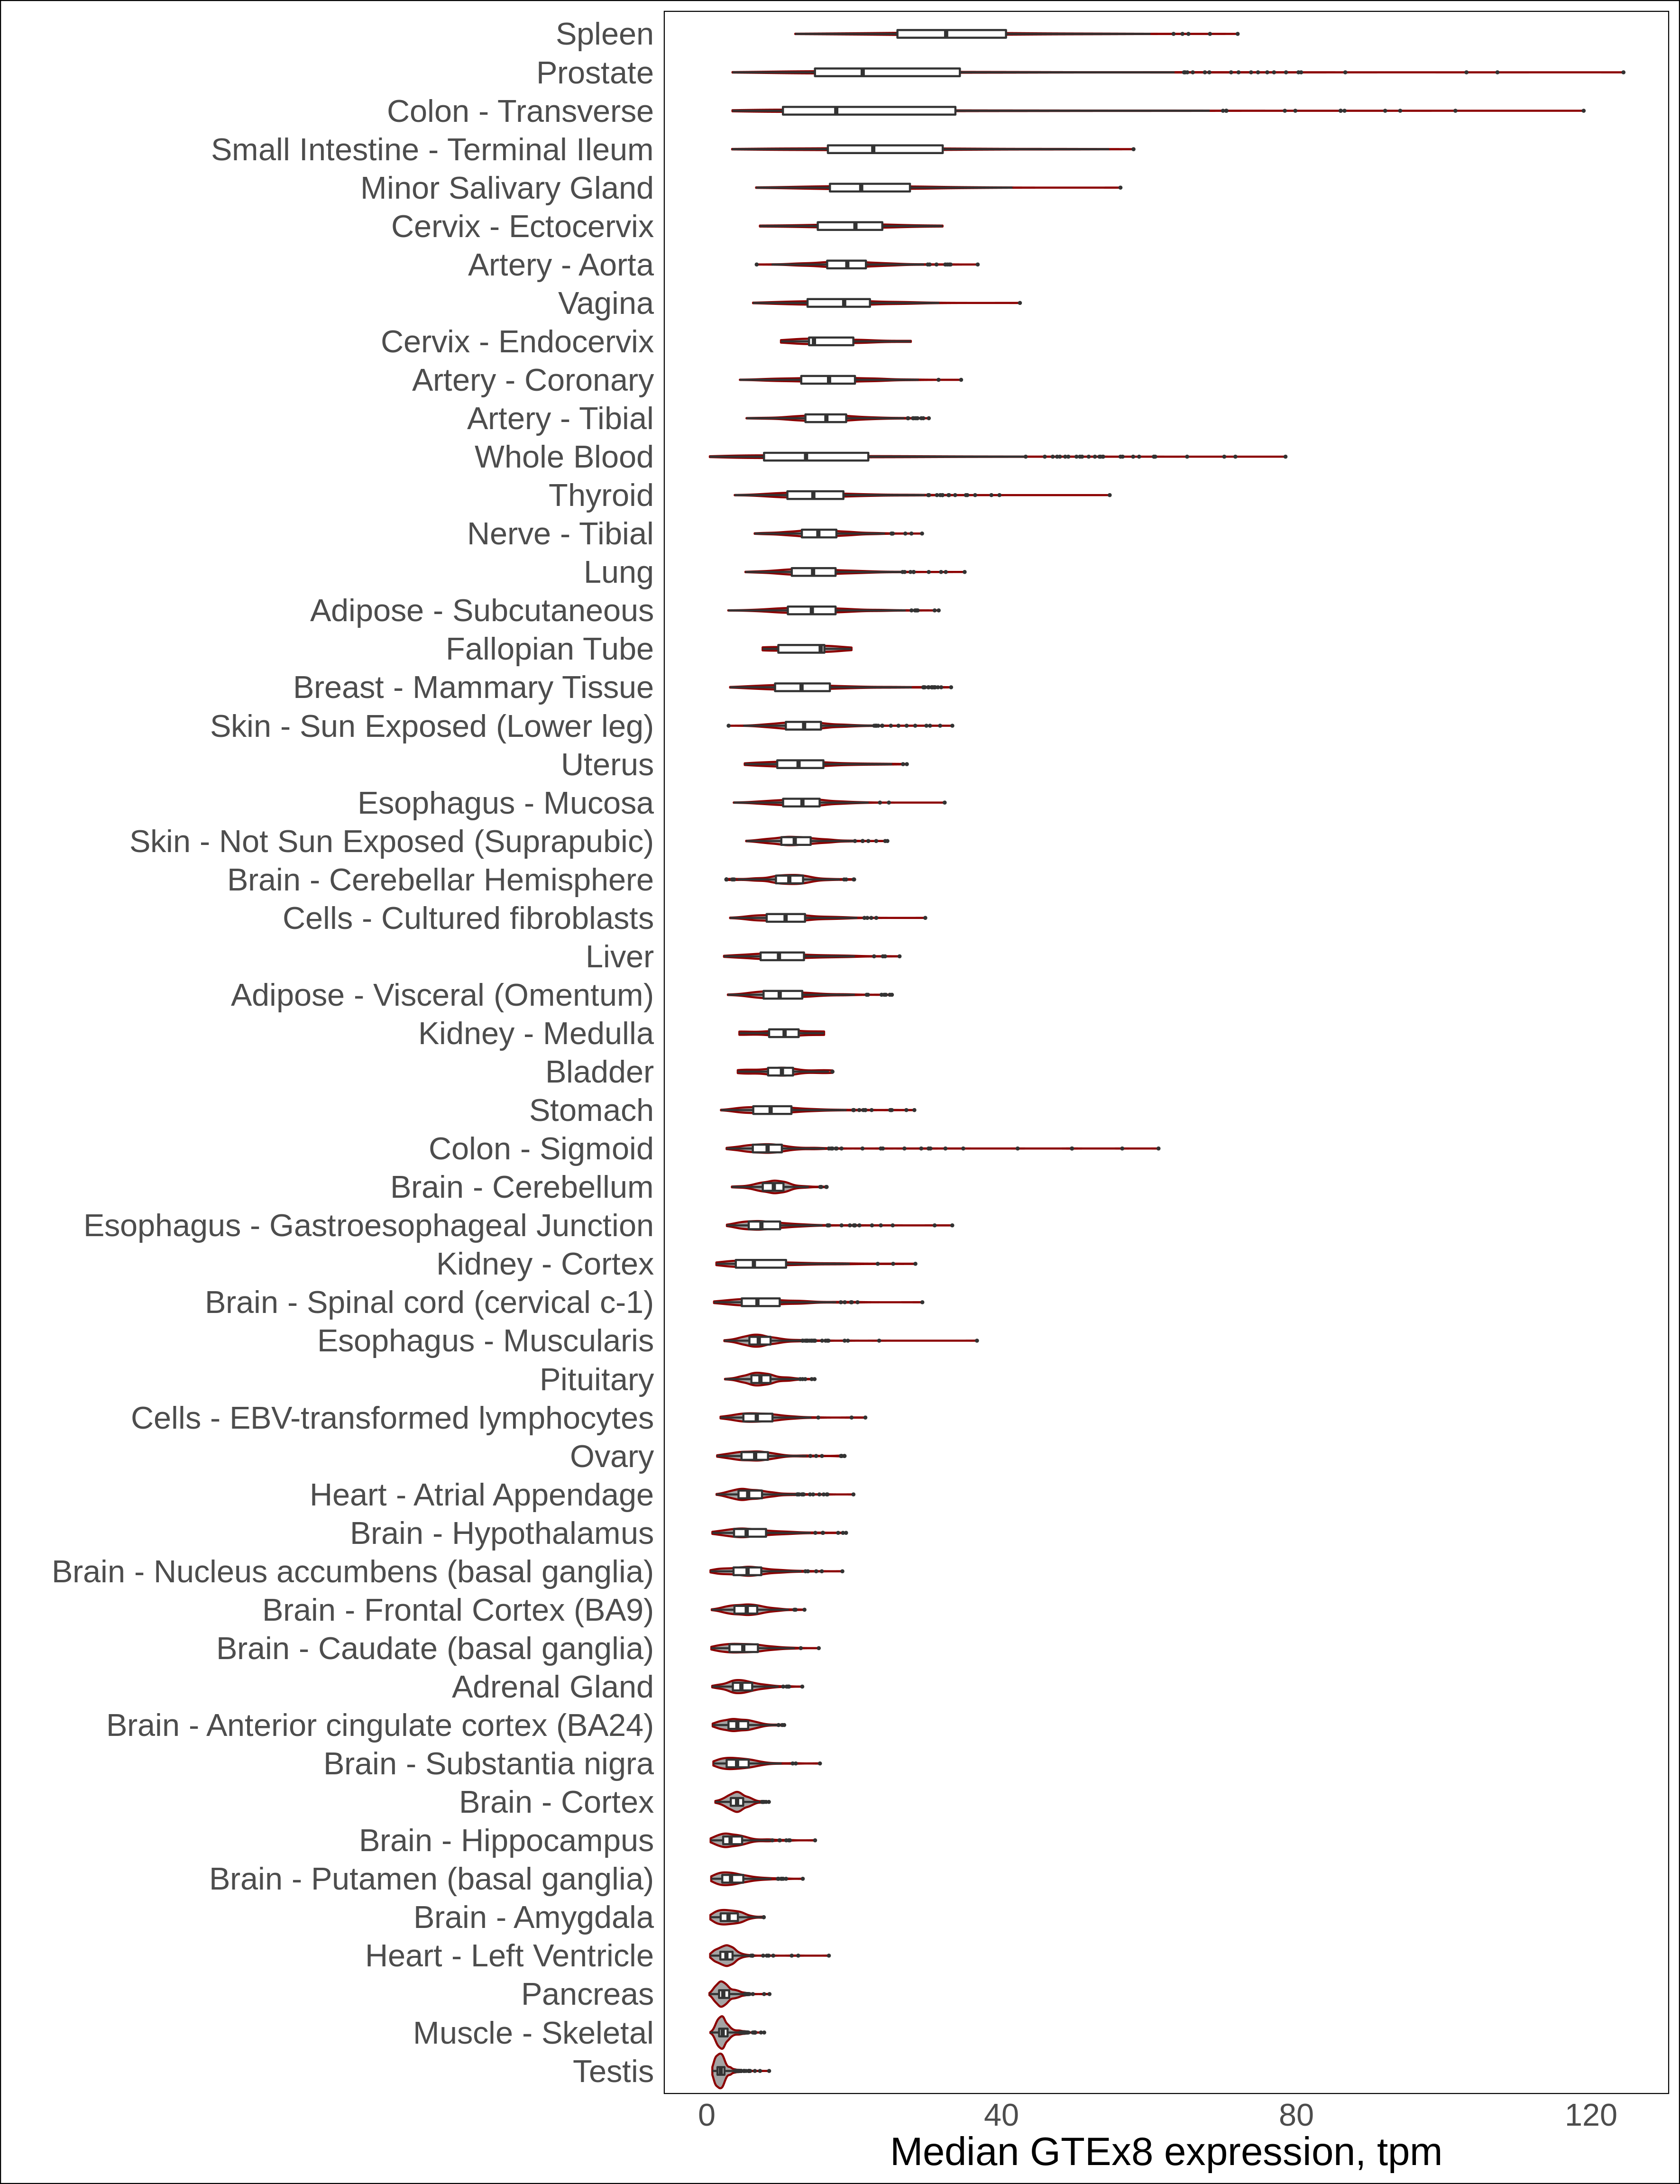 Spleen
Prostate
Colon - Transverse
Small Intestine - Terminal Ileum
Minor Salivary Gland
Cervix - Ectocervix
Artery - Aorta
Vagina
Cervix - Endocervix
Artery - Coronary
Artery - Tibial
Whole Blood
Thyroid
Nerve - Tibial
Lung
Adipose - Subcutaneous
Fallopian Tube
Breast - Mammary Tissue
Skin - Sun Exposed (Lower leg)
Uterus
Esophagus - Mucosa
Skin - Not Sun Exposed (Suprapubic)
Brain - Cerebellar Hemisphere
Cells - Cultured fibroblasts
Liver
Adipose - Visceral (Omentum)
Kidney - Medulla
Bladder
Stomach
Colon - Sigmoid
Brain - Cerebellum
Esophagus - Gastroesophageal Junction
Kidney - Cortex
Brain - Spinal cord (cervical c-1)
Esophagus - Muscularis
Pituitary
Cells - EBV-transformed lymphocytes
Ovary
Heart - Atrial Appendage
Brain - Hypothalamus
Brain - Nucleus accumbens (basal ganglia)
Brain - Frontal Cortex (BA9)
Brain - Caudate (basal ganglia)
Adrenal Gland
Brain - Anterior cingulate cortex (BA24)
Brain - Substantia nigra
Brain - Cortex
Brain - Hippocampus
Brain - Putamen (basal ganglia)
Brain - Amygdala
Heart - Left Ventricle
Pancreas
Muscle - Skeletal
Testis
0 40 80 120
Median GTEx8 expression, tpm